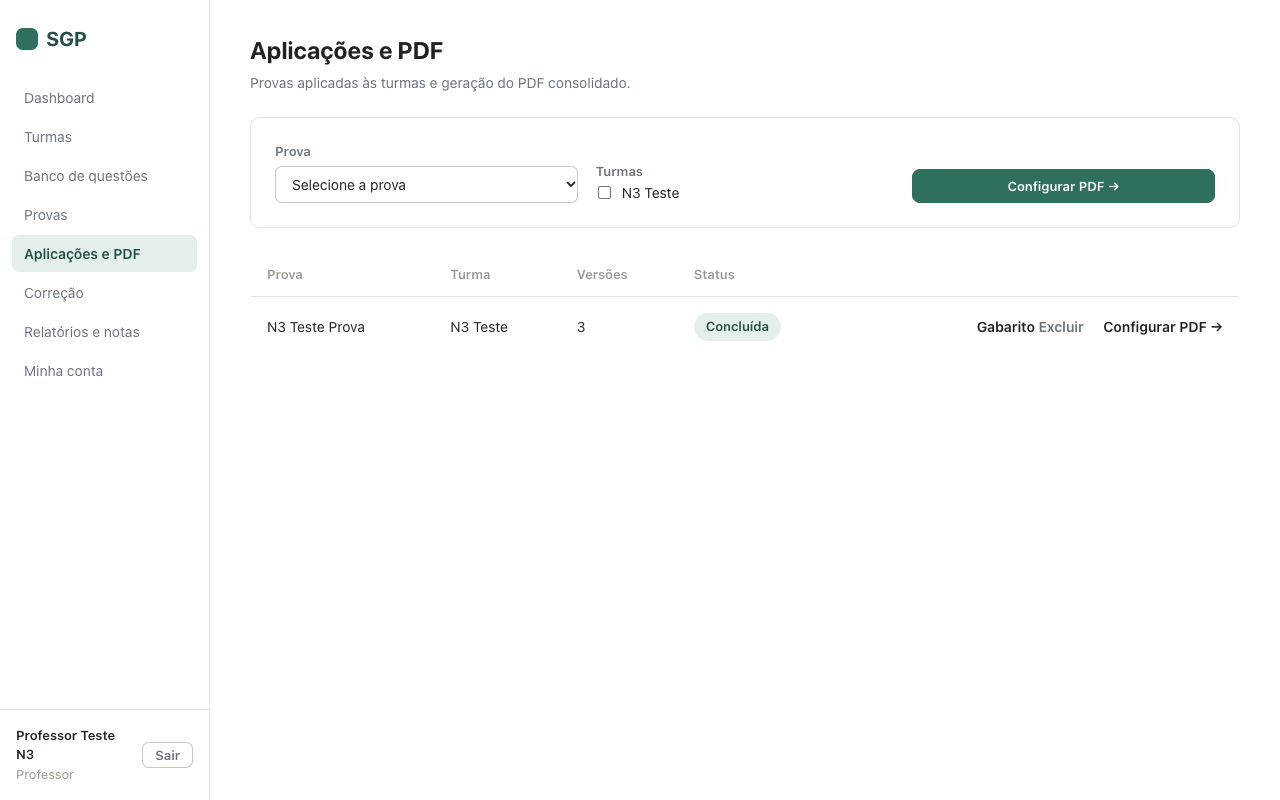 SGP
Dashboard
Turmas
Banco de questões
Provas
Aplicações e PDF
Correção
Relatórios e notas
Minha conta
Professor Teste
N3
Professor
Sair
Aplicações e PDF
Provas aplicadas às turmas e geração do PDF consolidado.
Prova
Selecione a prova
Turmas
N3 Teste
Configurar PDF →
Prova Turma Versões Status
N3 Teste Prova N3 Teste 3 Concluída Gabarito Excluir Configurar PDF →